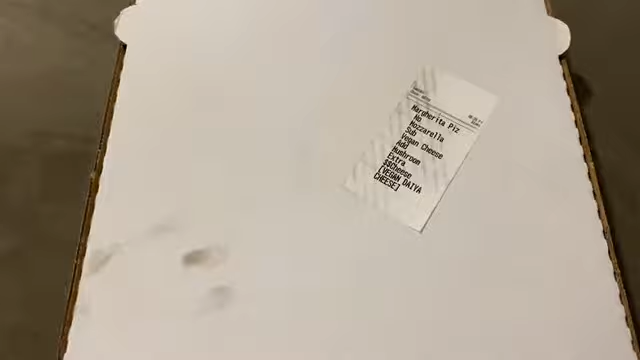 Margherita Piz
No
Mozzarella
Sub
Vegan Cheese
Add
Mushroom
Extra
$$Cheese
[VEGAN DAIYA
CHEESE]